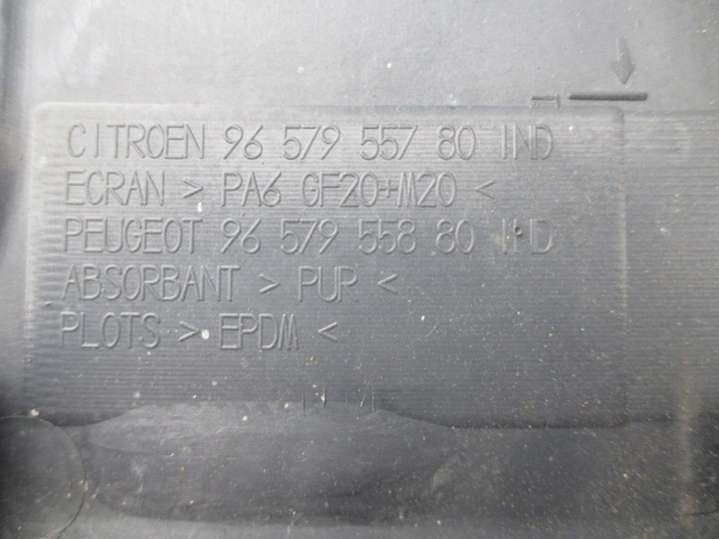 CITROEN 96 579 557 80 IND
ECRAN > PA6 GF20+M20 <
PEUGEOT 96 579 558 80 IND
ABSORBANT > PUR <
PLOTS > EPDM <